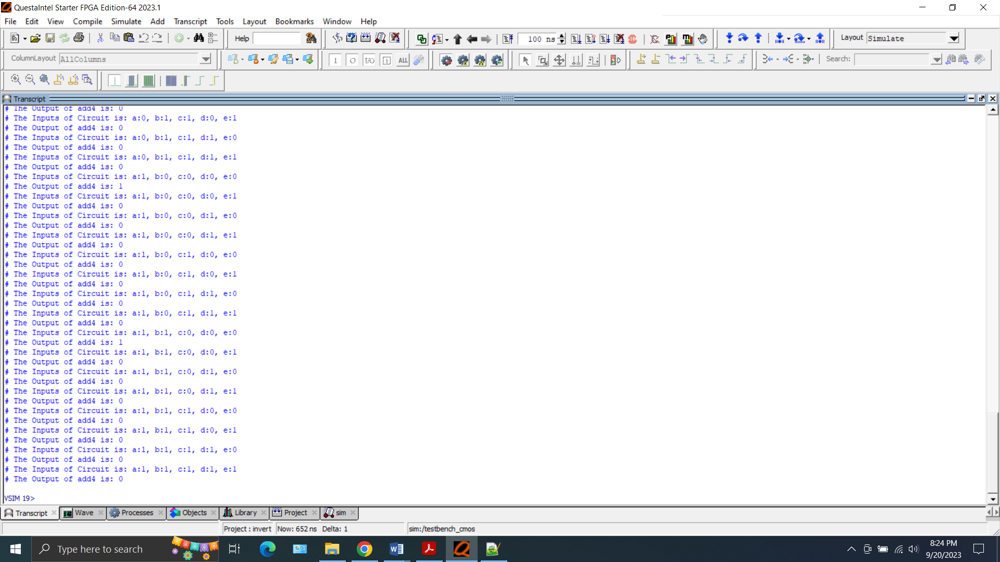 QuestaIntel Starter FPGA Edition-64 2023.1
File Edit View Compile Simulate Add Transcript Tools Layout Bookmarks Window Help
Help 100 ns Layout Simulate
ColumnLayout AllColumns ALL Search:
Transcript
# The Output of add4 is: 0
# The Inputs of Circuit is: a:0, b:1, c:1, d:0, e:1
# The Output of add4 is: 0
# The Inputs of Circuit is: a:0, b:1, c:1, d:1, e:0
# The Output of add4 is: 0
# The Inputs of Circuit is: a:0, b:1, c:1, d:1, e:1
# The Output of add4 is: 0
# The Inputs of Circuit is: a:1, b:0, c:0, d:0, e:0
# The Output of add4 is: 1
# The Inputs of Circuit is: a:1, b:0, c:0, d:0, e:1
# The Output of add4 is: 0
# The Inputs of Circuit is: a:1, b:0, c:0, d:1, e:0
# The Output of add4 is: 0
# The Inputs of Circuit is: a:1, b:0, c:0, d:1, e:1
# The Output of add4 is: 0
# The Inputs of Circuit is: a:1, b:0, c:1, d:0, e:0
# The Output of add4 is: 0
# The Inputs of Circuit is: a:1, b:0, c:1, d:0, e:1
# The Output of add4 is: 0
# The Inputs of Circuit is: a:1, b:0, c:1, d:1, e:0
# The Output of add4 is: 0
# The Inputs of Circuit is: a:1, b:0, c:1, d:1, e:1
# The Output of add4 is: 0
# The Inputs of Circuit is: a:1, b:1, c:0, d:0, e:0
# The Output of add4 is: 1
# The Inputs of Circuit is: a:1, b:1, c:0, d:0, e:1
# The Output of add4 is: 0
# The Inputs of Circuit is: a:1, b:1, c:0, d:1, e:0
# The Output of add4 is: 0
# The Inputs of Circuit is: a:1, b:1, c:0, d:1, e:1
# The Output of add4 is: 0
# The Inputs of Circuit is: a:1, b:1, c:1, d:0, e:0
# The Output of add4 is: 0
# The Inputs of Circuit is: a:1, b:1, c:1, d:0, e:1
# The Output of add4 is: 0
# The Inputs of Circuit is: a:1, b:1, c:1, d:1, e:0
# The Output of add4 is: 0
# The Inputs of Circuit is: a:1, b:1, c:1, d:1, e:1
# The Output of add4 is: 0
VSIM 19>
Transcript Wave Processes Objects Library Project sim
Project : invert Now: 652 ns Delta: 1 sim:/testbench_cmos
Type here to search
8:24 PM
9/20/2023